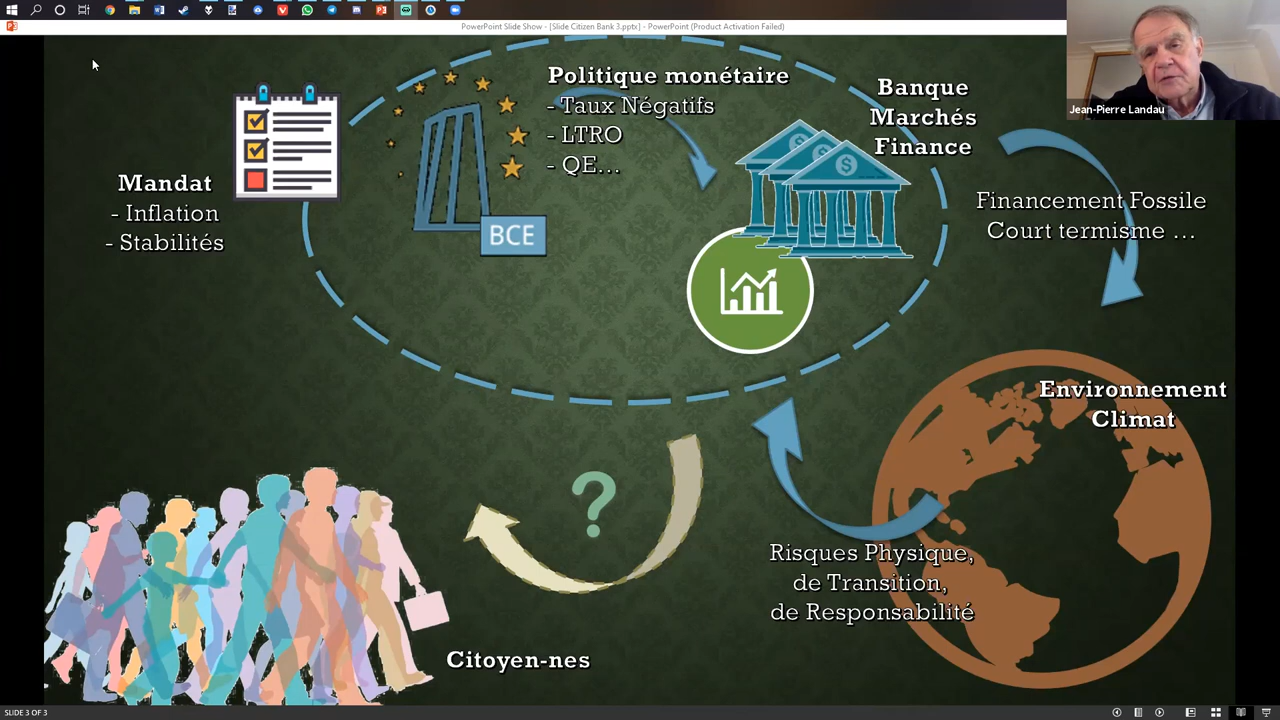 PowerPoint Slide Show - [Slide Citizen Bank 3.pptx] - PowerPoint (Product Activation Failed)
Jean-Pierre Landau
Politique monétaire
- Taux Négatifs
- LTRO
- QE...
Banque
Marchés
Finance
Mandat
- Inflation
- Stabilités
BCE
Financement Fossile
Court termisme ...
Environnement
Climat
?
Risques Physique,
de Transition,
de Responsabilité
Citoyen-nes
SLIDE 3 OF 3